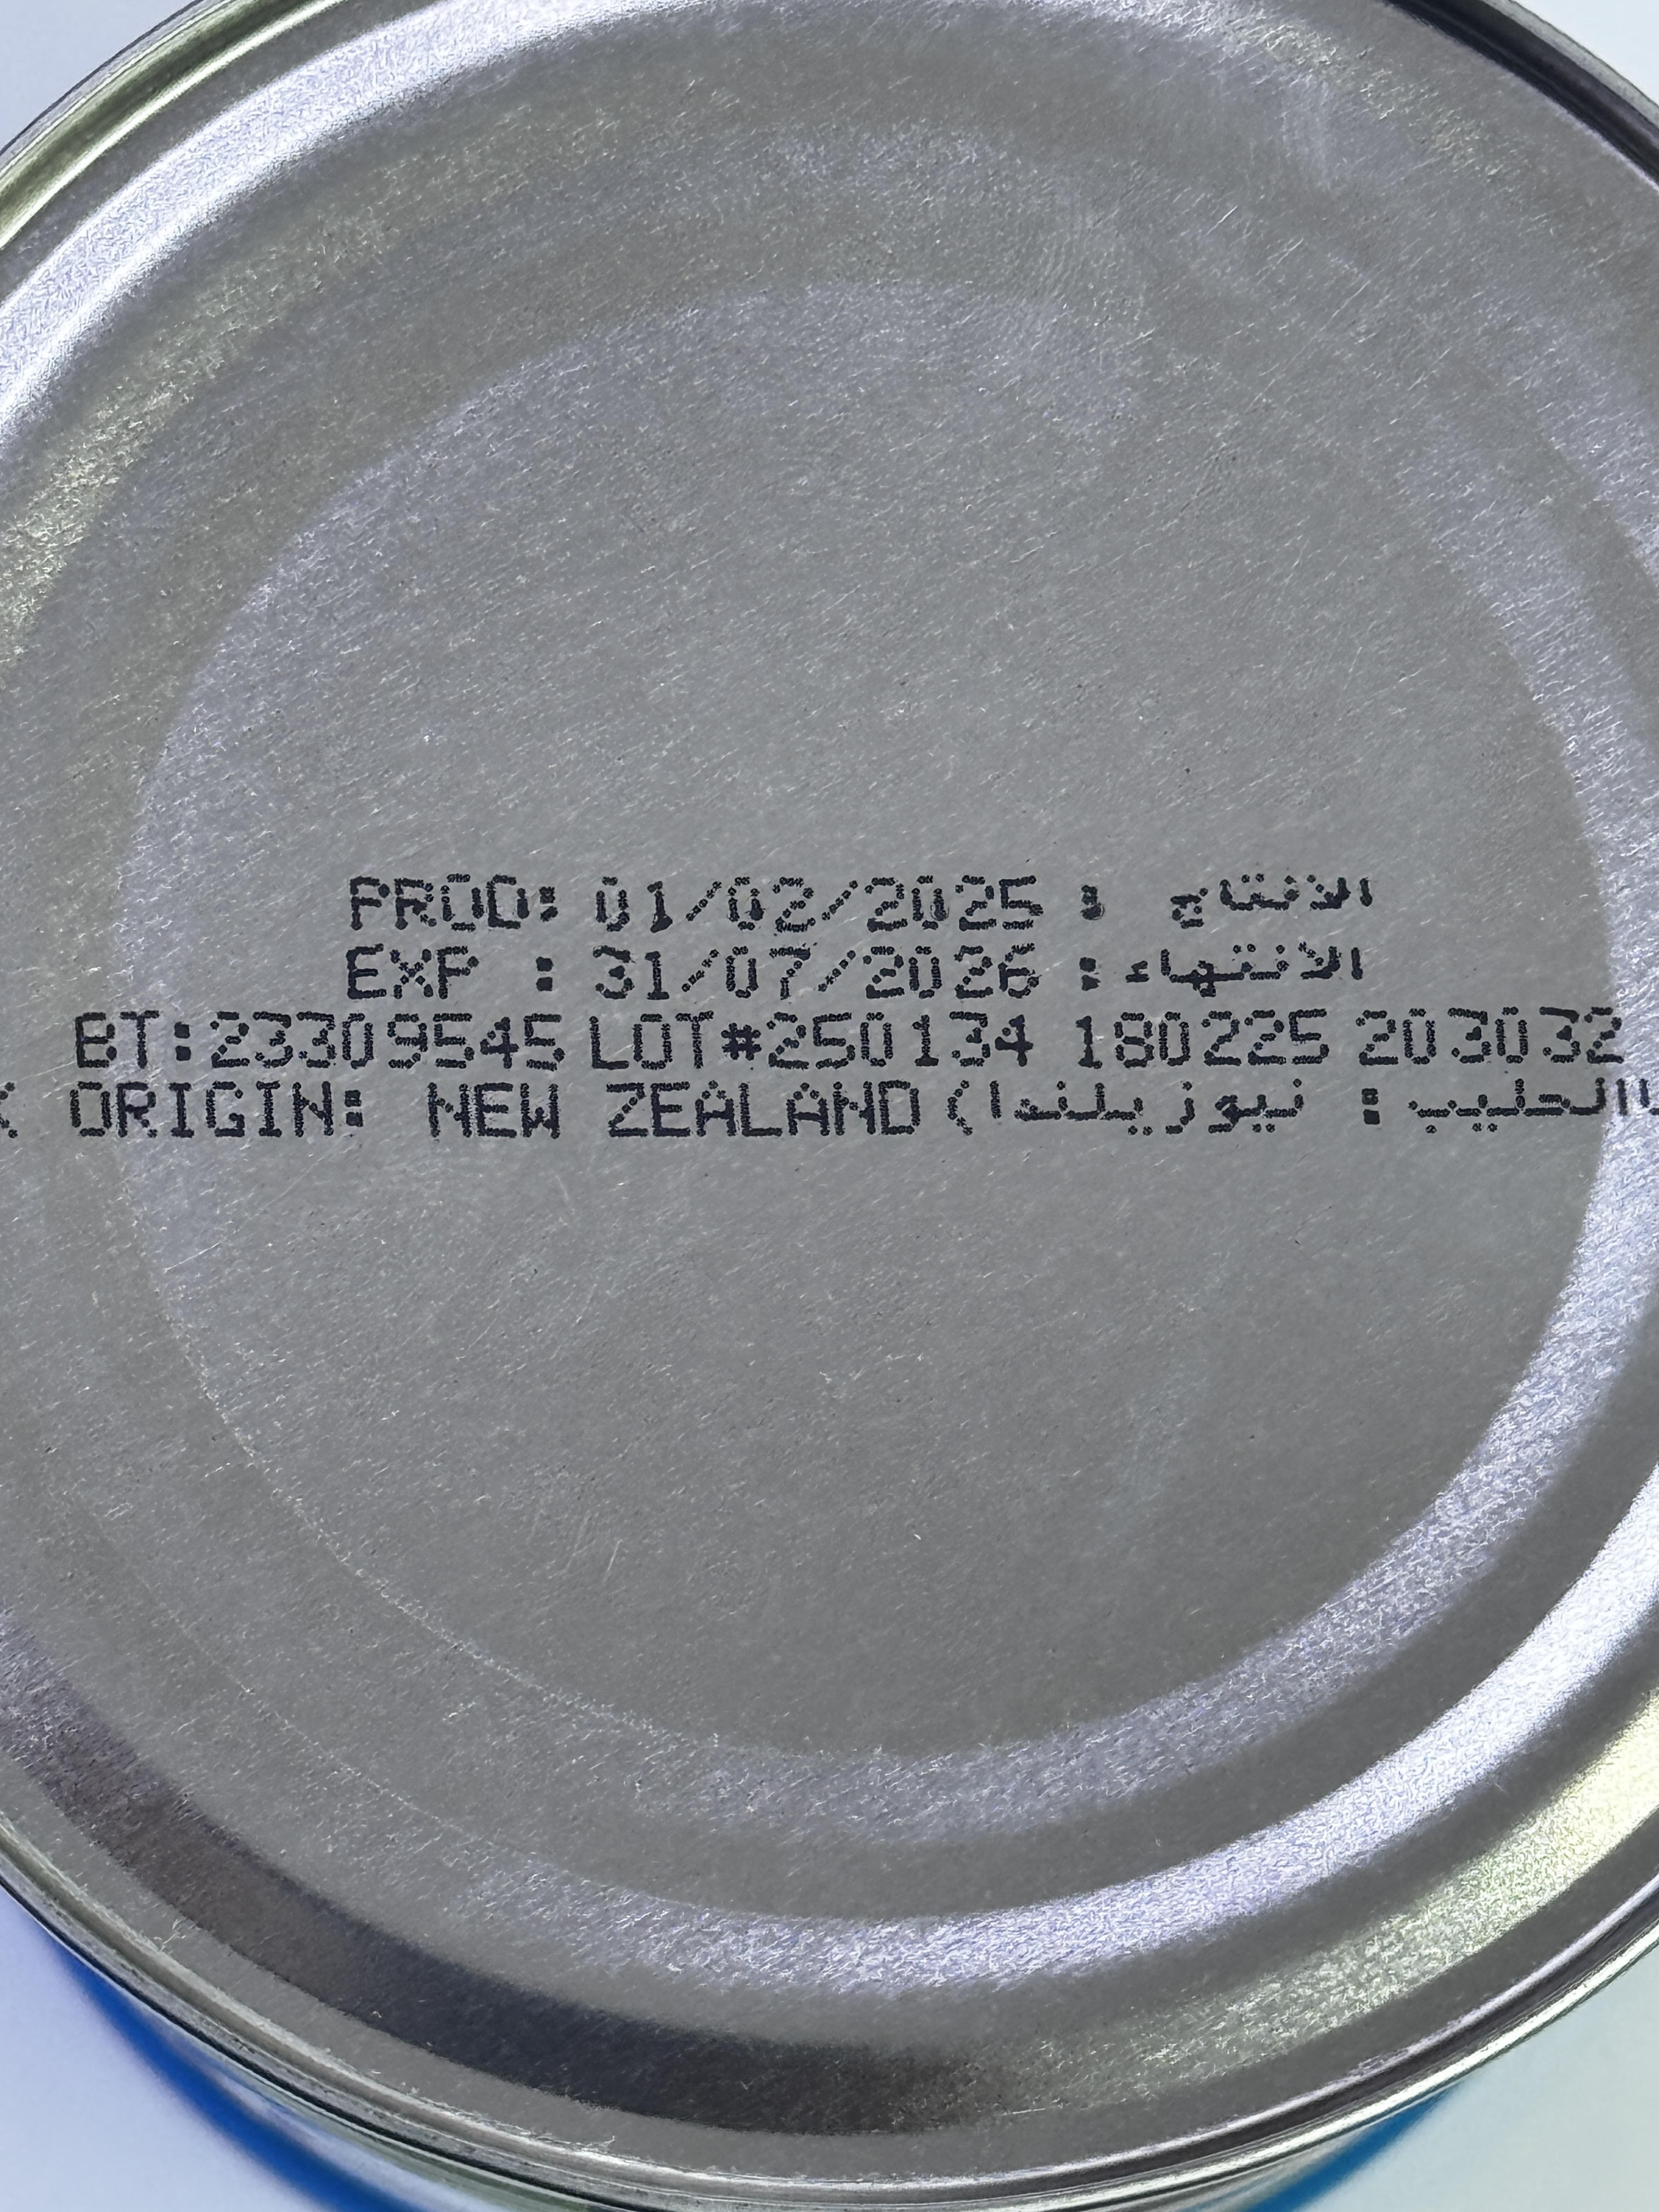 PROD: 01/02/2025 : الانتاج
EXP : 31/07/2026 : الانتهاء
BT:23309545 LOT#250134 180225 203032
ORIGIN: NEW ZEALAND (الحليب : نيوزيلندا